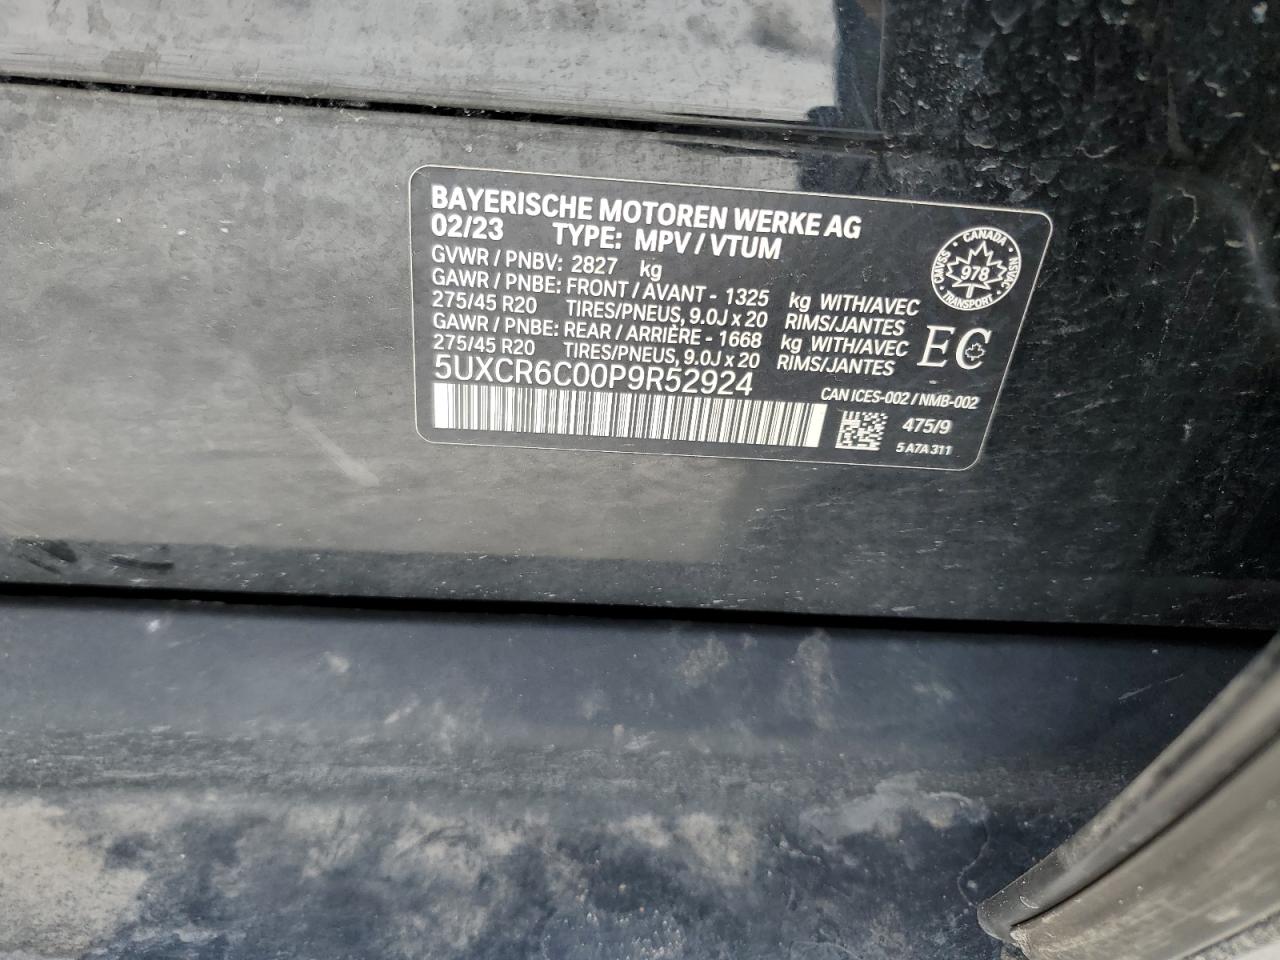 BAYERISCHE MOTOREN WERKE AG
02/23 TYPE: MPV / VTUM
GVWR / PNBV: 2827 kg
GAWR / PNBE: FRONT / AVANT - 1325 kg WITH/AVEC
275/45 R20 TIRES/PNEUS, 9.0J x 20 RIMS/JANTES
GAWR / PNBE: REAR / ARRIÈRE - 1668 kg WITH/AVEC
275/45 R20 TIRES/PNEUS, 9.0J x 20 RIMS/JANTES
5UXCR6C00P9R52924
CANADA
CMVSS
NSVAC
978
TRANSPORT
EC
CAN ICES-002 / NMB-002
475/9
5 A7A 311